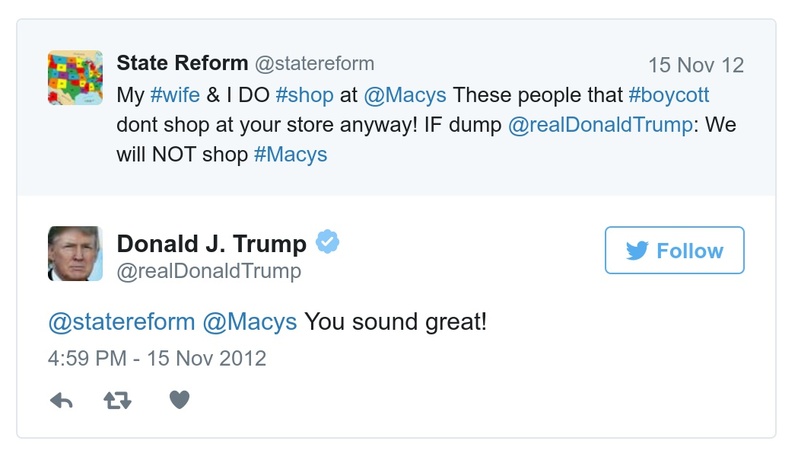 State Reform @statereform 15 Nov 12
My #wife & I DO #shop at @Macys These people that #boycott
dont shop at your store anyway! IF dump @realDonaldTrump: We
will NOT shop #Macys
Donald J. Trump
@realDonaldTrump
Follow
@statereform @Macys You sound great!
4:59 PM - 15 Nov 2012